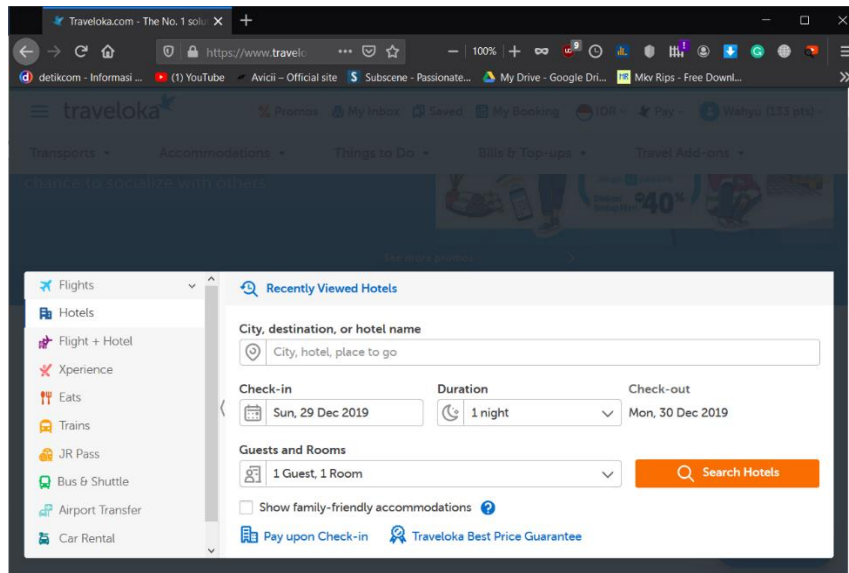 Traveloka.com - The No. 1 solut
https://www.travelo
100%
detikcom - Informasi ...
(1) YouTube
Avicii – Official site
Subscene - Passionate...
My Drive - Google Dri...
Mkv Rips - Free Downl...
traveloka
Promos
My Inbox
Saved
My Booking
IDR
Pay
Wahyu (133 pts)
Transports
Accommodations
Things to Do
Bills & Top-ups
Travel Add-ons
chance to socialize with others
40%
See more promos
Flights
Hotels
Flight + Hotel
Xperience
Eats
Trains
JR Pass
Bus & Shuttle
Airport Transfer
Car Rental
Recently Viewed Hotels
City, destination, or hotel name
City, hotel, place to go
Check-in
Duration
Check-out
Sun, 29 Dec 2019
1 night
Mon, 30 Dec 2019
Guests and Rooms
1 Guest, 1 Room
Search Hotels
Show family-friendly accommodations
Pay upon Check-in
Traveloka Best Price Guarantee